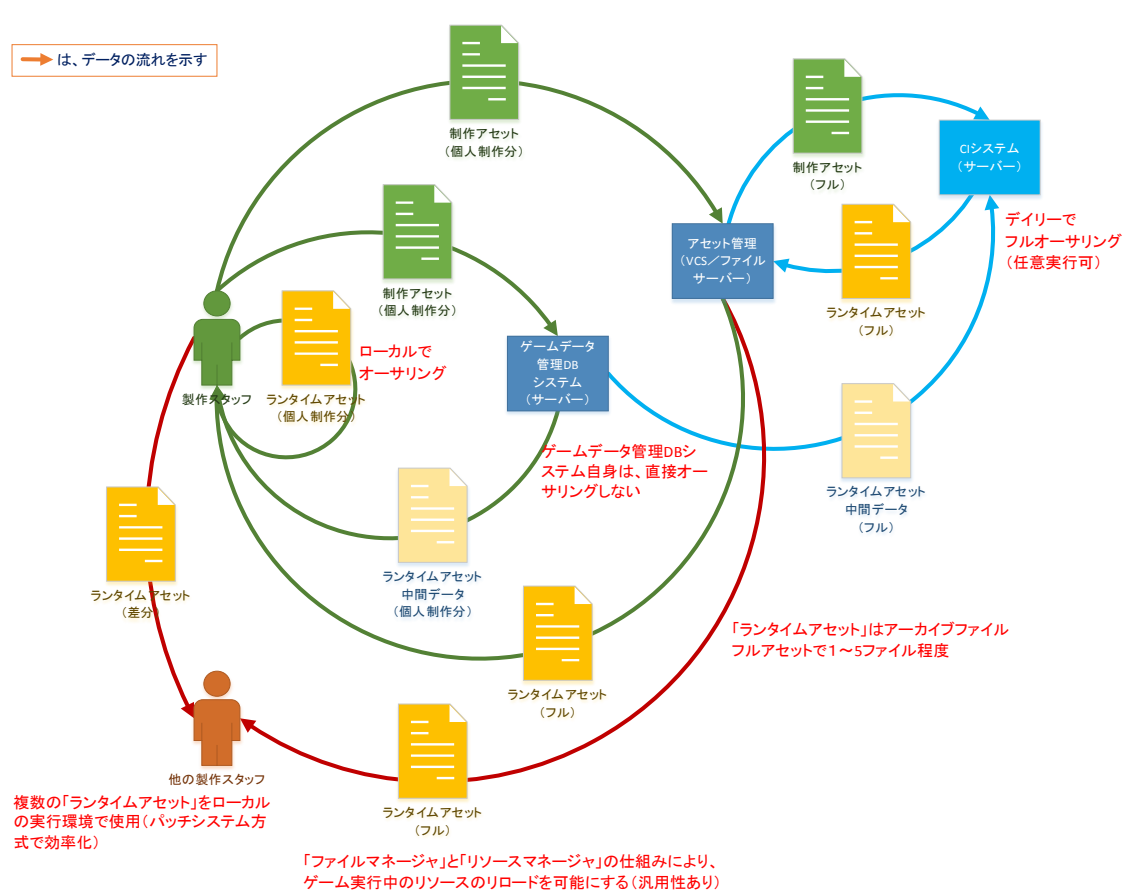 は、データの流れを示す
制作アセット
（個人制作分）
制作アセット
（フル）
CIシステム
（サーバー）
デイリーで
フルオーサリング
（任意実行可）
アセット管理
（VCS／ファイル
サーバー）
ランタイムアセット
（フル）
制作アセット
（個人制作分）
ローカルで
オーサリング
製作スタッフ
ランタイムアセット
（個人制作分）
ゲームデータ
管理DB
システム
（サーバー）
ゲームデータ管理DBシ
ステム自身は、直接オー
サリングしない
ランタイムアセット
中間データ
（フル）
ランタイムアセット
中間データ
（個人制作分）
ランタイムアセット
（差分）
「ランタイムアセット」はアーカイブファイル
フルアセットで１～5ファイル程度
ランタイムアセット
（フル）
他の製作スタッフ
複数の「ランタイムアセット」をローカル
の実行環境で使用（パッチシステム方
式で効率化）
ランタイムアセット
（フル）
「ファイルマネージャ」と「リソースマネージャ」の仕組みにより、
ゲーム実行中のリソースのリロードを可能にする（汎用性あり）